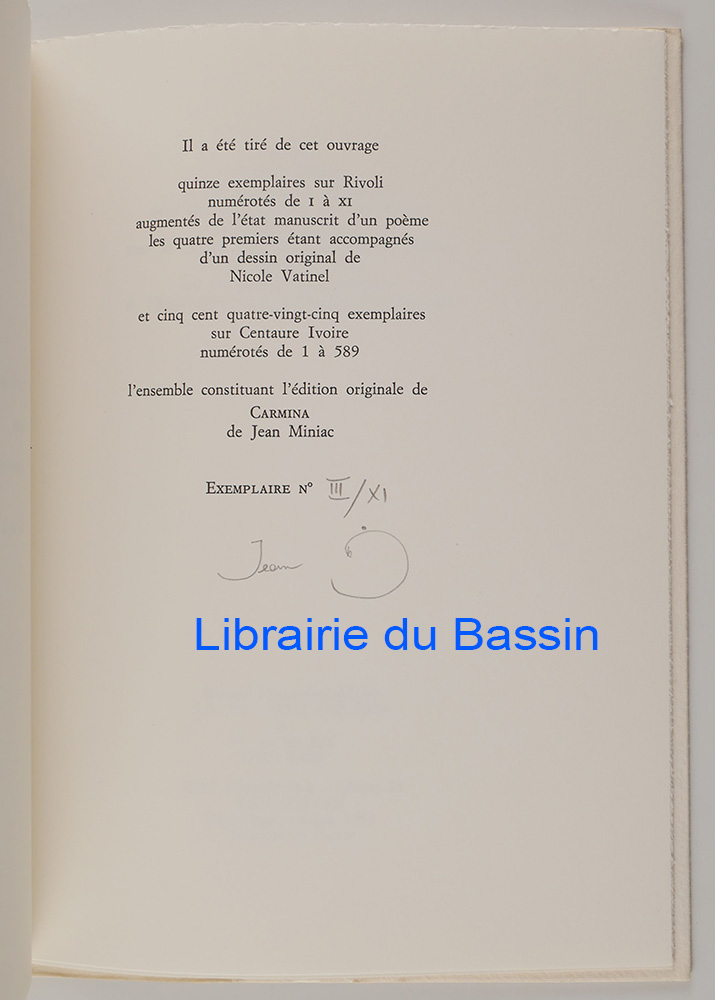 Il a été tiré de cet ouvrage
quinze exemplaires sur Rivoli
numérotés de I à XI
augmentés de l'état manuscrit d'un poème
les quatre premiers étant accompagnés
d'un dessin original de
Nicole Vatinel
et cinq cent quatre-vingt-cinq exemplaires
sur Centaure Ivoire
numérotés de 1 à 589
l'ensemble constituant l'édition originale de
CARMINA
de Jean Miniac
EXEMPLAIRE N° III/XI
Jean
Librairie du Bassin